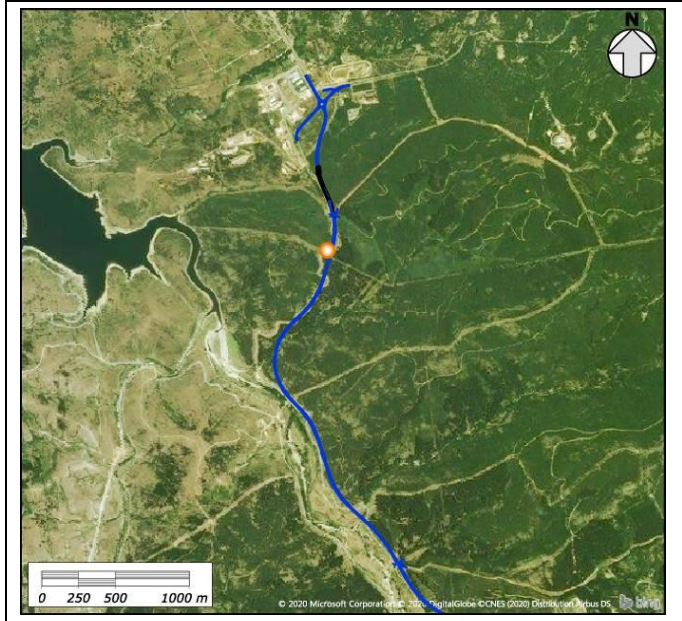 N
0 250 500 1000 m
© 2020 Microsoft Corporation © 2020 DigitalGlobe ©CNES (2020) Distribution Airbus DS bing